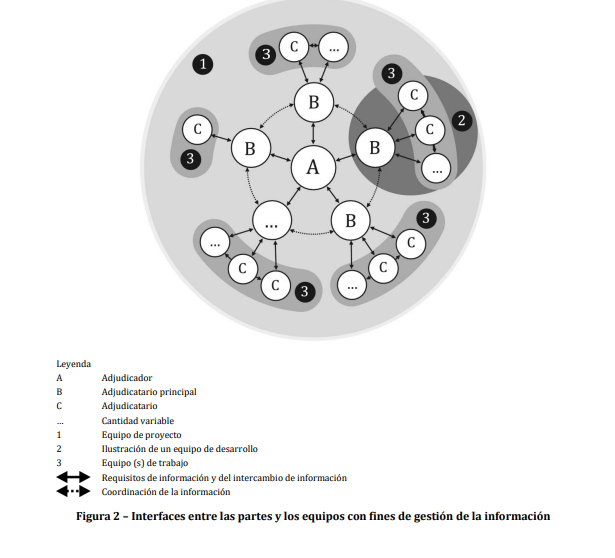 1
3
C
...
B
3
C
C
...
2
B
C
3
B
A
...
B
...
C
C
3
3
C
C
...
Leyenda
A Adjudicador
B Adjudicatario principal
C Adjudicatario
... Cantidad variable
1 Equipo de proyecto
2 Ilustración de un equipo de desarrollo
3 Equipo (s) de trabajo
Requisitos de información y del intercambio de información
Coordinación de la información
Figura 2 – Interfaces entre las partes y los equipos con fines de gestión de la información